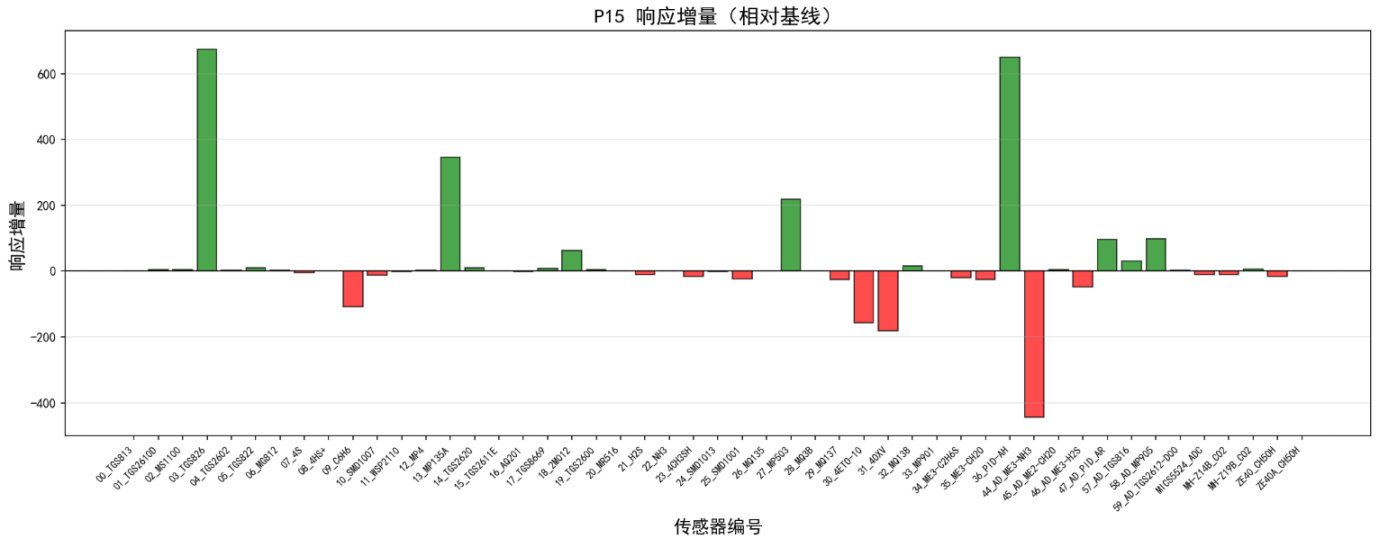 P15 响应增量（相对基线）
响应增量
600
400
200
0
-200
-400
00_TGS813
01_TGS2610D
02_MS1100
03_TGS826
04_TGS2602
05_TGS822
06_MG812
07_4S
08_4HS+
09_C6H6
10_SMD1007
11_WSP2110
12_MP4
13_MP135A
14_TGS2620
15_TGS2611E
16_AQ201
17_TGS8669
18_2M012
19_TGS2600
20_MR516
21_H2S
22_NH3
23_4CH3SH
24_SMD1013
25_SMD1001
26_MQ135
27_MP503
28_MQ3B
29_MQ137
30_4ETO-10
31_4OXV
32_MQ138
33_MP901
34_ME3-C2H6S
35_ME3-CH2O
36_PID-AH
44_AD_ME3-NH3
45_AD_ME2-CH2O
46_AD_ME3-H2S
47_AD_PID_AR
57_AD_TGS816
58_AD_MP905
59_AD_TGS2612-D00
MICS5524_ADC
MH-Z14B_CO2
MH-Z19B_CO2
ZE40_CH5OH
ZE40A_CH5OH
传感器编号